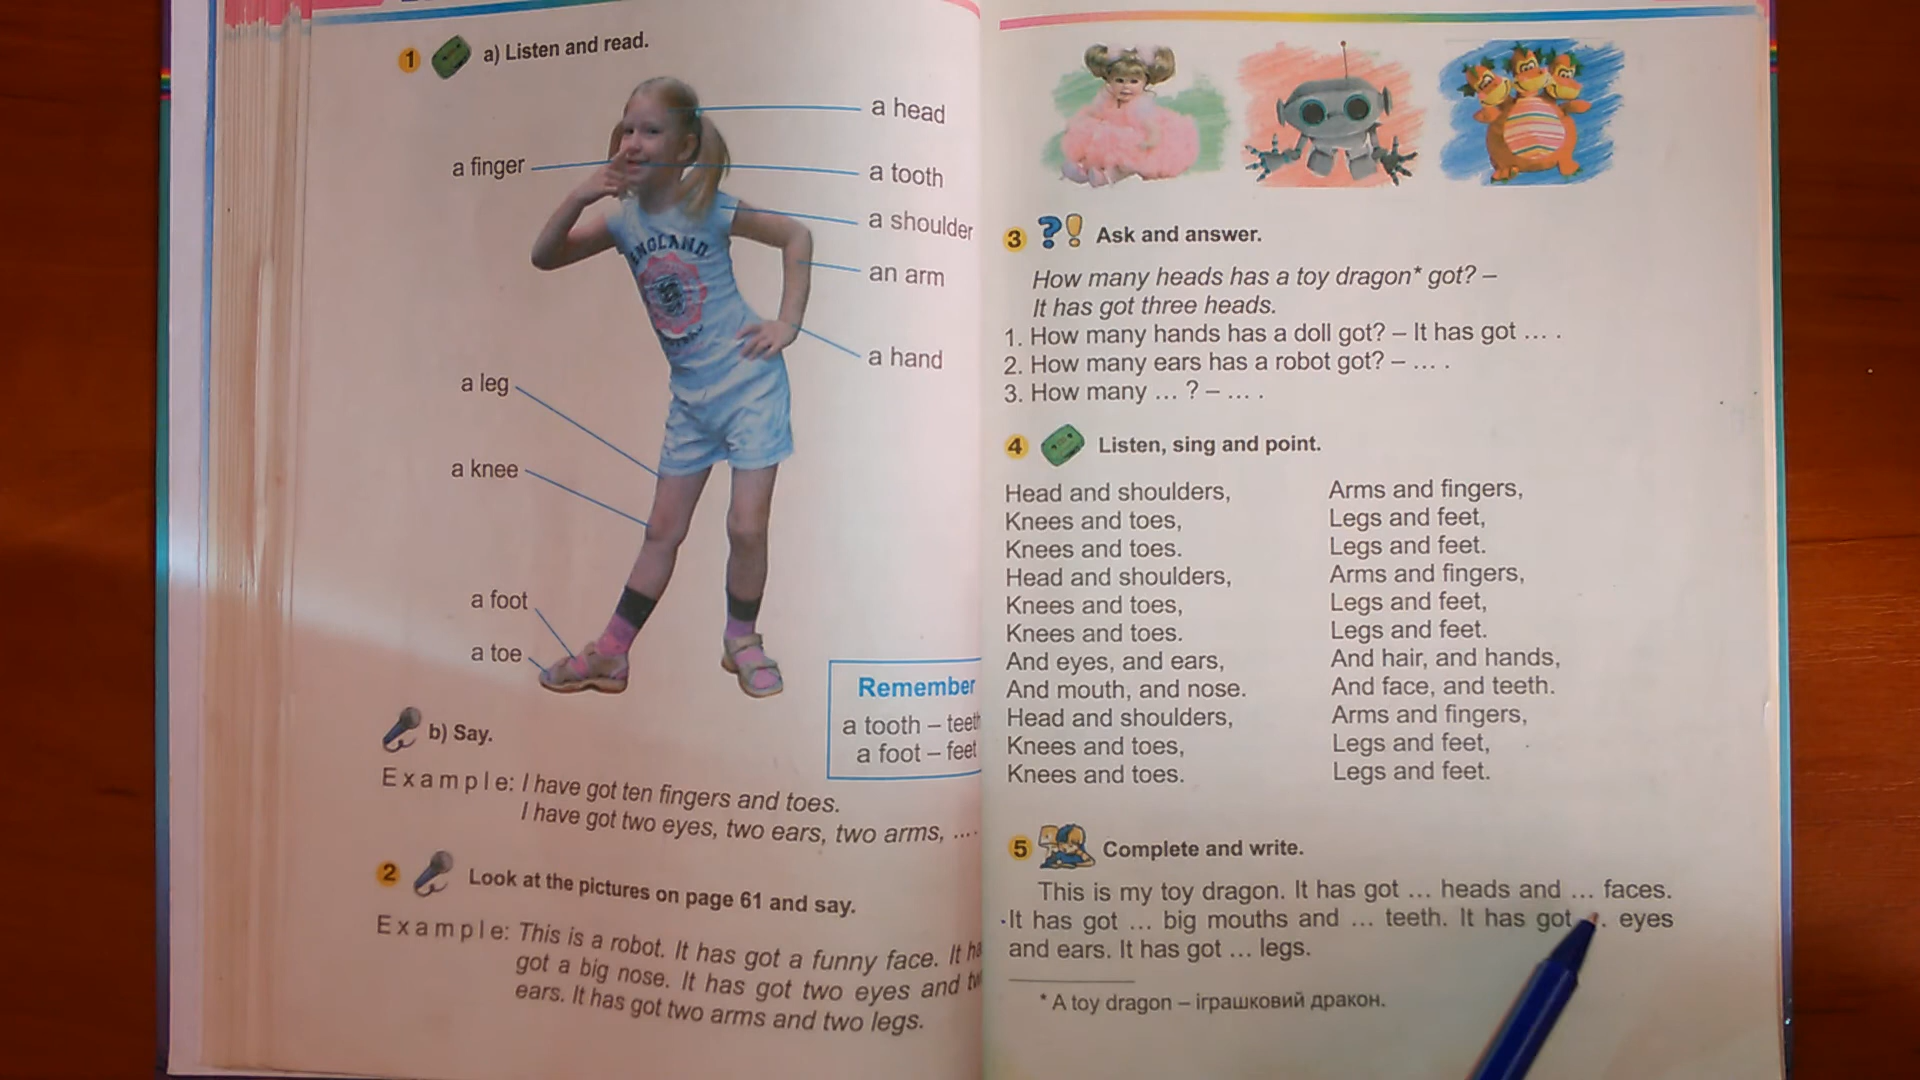 1 a) Listen and read.
a head
a finger
a tooth
a shoulder
an arm
a hand
a leg
a knee
a foot
a toe
ENGLAND
b) Say.
Remember
a tooth – teeth
a foot – feet
Example: I have got ten fingers and toes.
I have got two eyes, two ears, two arms, ....
2 Look at the pictures on page 61 and say.
Example: This is a robot. It has got a funny face. It ha
got a big nose. It has got two eyes and tw
ears. It has got two arms and two legs.
3 ?! Ask and answer.
How many heads has a toy dragon* got? –
It has got three heads.
1. How many hands has a doll got? – It has got ... .
2. How many ears has a robot got? – ... .
3. How many ... ? – ... .
4 Listen, sing and point.
Head and shoulders,
Knees and toes,
Knees and toes.
Head and shoulders,
Knees and toes,
Knees and toes.
And eyes, and ears,
And mouth, and nose.
Head and shoulders,
Knees and toes,
Knees and toes.
Arms and fingers,
Legs and feet,
Legs and feet.
Arms and fingers,
Legs and feet,
Legs and feet.
And hair, and hands,
And face, and teeth.
Arms and fingers,
Legs and feet,
Legs and feet.
5 Complete and write.
This is my toy dragon. It has got ... heads and ... faces.
It has got ... big mouths and ... teeth. It has got ... eyes
and ears. It has got ... legs.
* A toy dragon – іграшковий дракон.